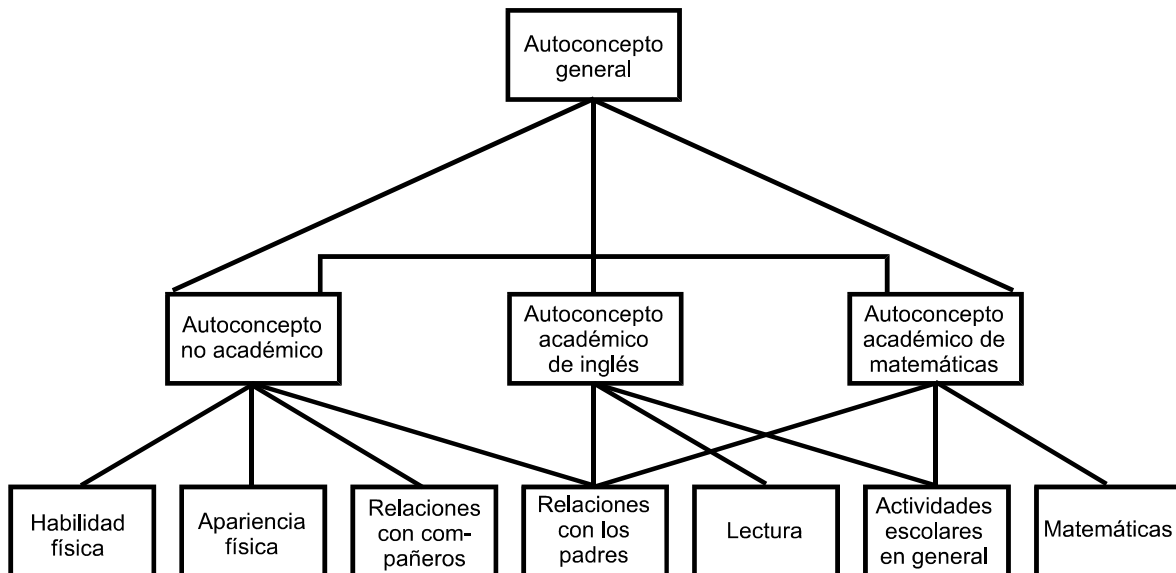 Autoconcepto
general
Autoconcepto
no académico
Autoconcepto
académico
de inglés
Autoconcepto
académico de
matemáticas
Habilidad
física
Apariencia
física
Relaciones
con com-
pañeros
Relaciones
con los
padres
Lectura
Actividades
escolares
en general
Matemáticas